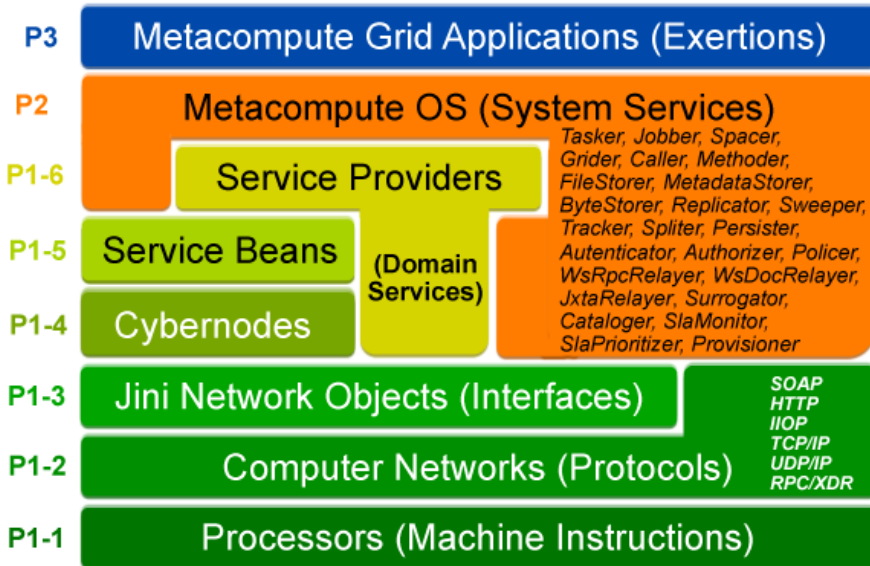 P3
Metacompute Grid Applications (Exertions)
P2
Metacompute OS (System Services)
Tasker, Jobber, Spacer,
Grider, Caller, Methoder,
FileStorer, MetadataStorer,
ByteStorer, Replicator, Sweeper,
Tracker, Spliter, Persister,
Autenticator, Authorizer, Policer,
WsRpcRelayer, WsDocRelayer,
JxtaRelayer, Surrogator,
Cataloger, SlaMonitor,
SlaPrioritizer, Provisioner
P1-6
Service Providers
(Domain
Services)
P1-5
Service Beans
P1-4
Cybernodes
P1-3
Jini Network Objects (Interfaces)
SOAP
HTTP
IIOP
TCP/IP
UDP/IP
RPC/XDR
P1-2
Computer Networks (Protocols)
P1-1
Processors (Machine Instructions)